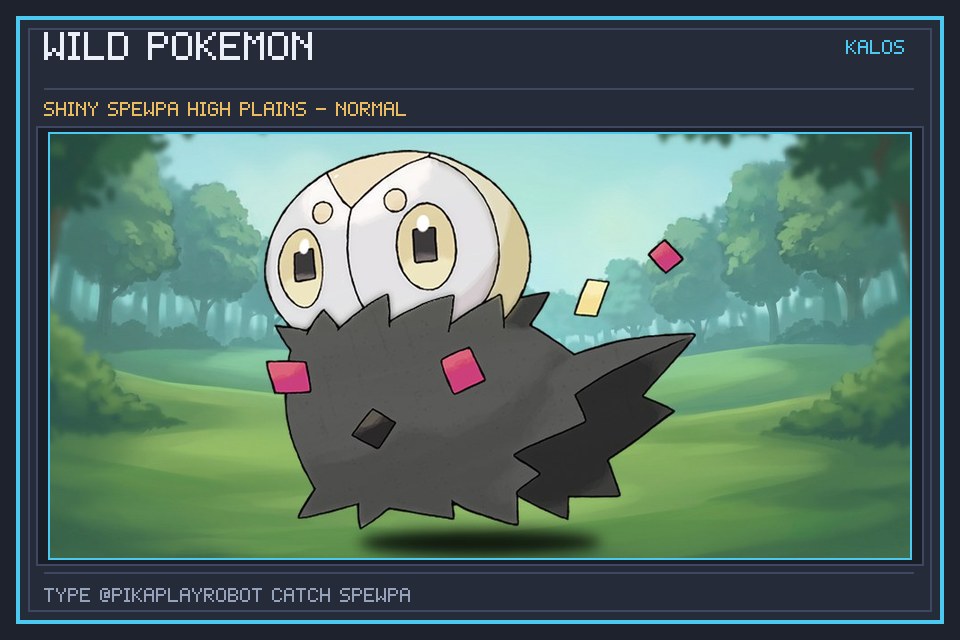 WILD POKEMON
KALOS
SHINY SPEWPA HIGH PLAINS - NORMAL
TYPE @PIKAPLAYROBOT CATCH SPEWPA